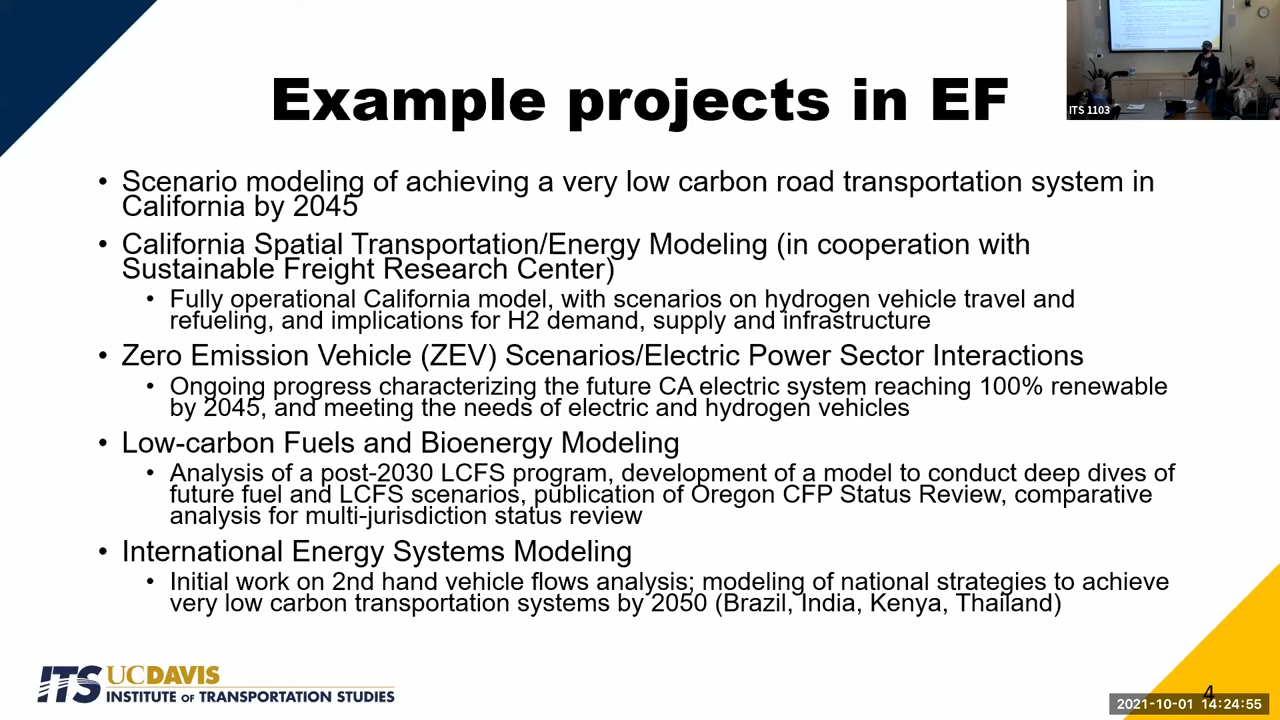 Example projects in EF
ITS 1103
• Scenario modeling of achieving a very low carbon road transportation system in
California by 2045
• California Spatial Transportation/Energy Modeling (in cooperation with
Sustainable Freight Research Center)
• Fully operational California model, with scenarios on hydrogen vehicle travel and
refueling, and implications for H2 demand, supply and infrastructure
• Zero Emission Vehicle (ZEV) Scenarios/Electric Power Sector Interactions
• Ongoing progress characterizing the future CA electric system reaching 100% renewable
by 2045, and meeting the needs of electric and hydrogen vehicles
• Low-carbon Fuels and Bioenergy Modeling
• Analysis of a post-2030 LCFS program, development of a model to conduct deep dives of
future fuel and LCFS scenarios, publication of Oregon CFP Status Review, comparative
analysis for multi-jurisdiction status review
• International Energy Systems Modeling
• Initial work on 2nd hand vehicle flows analysis; modeling of national strategies to achieve
very low carbon transportation systems by 2050 (Brazil, India, Kenya, Thailand)
ITS UCDAVIS
INSTITUTE OF TRANSPORTATION STUDIES
4
2021-10-01 14:24:55